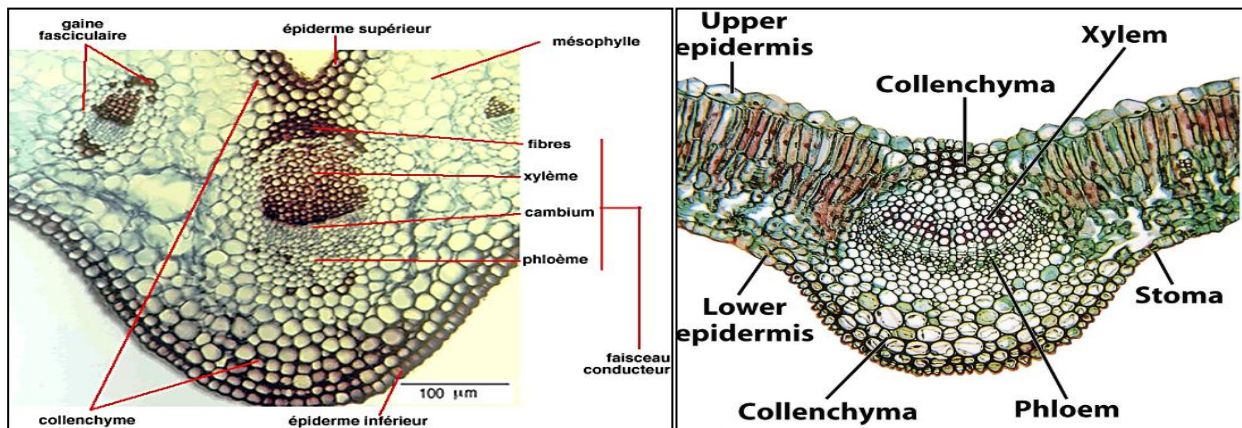 gaine
fasciculaire
épiderme supérieur
mésophylle
fibres
xylème
cambium
phloème
faisceau
conducteur
100 µm
collenchyme
épiderme inférieur
Upper
epidermis
Xylem
Collenchyma
Lower
epidermis
Stoma
Collenchyma
Phloem